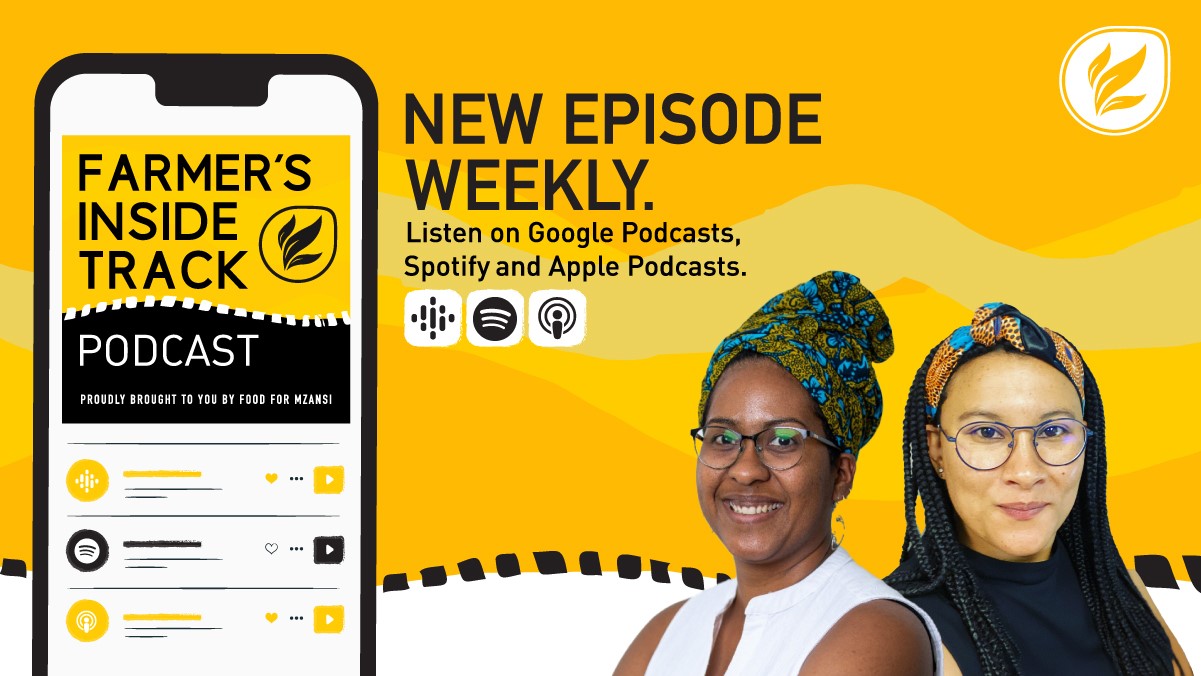 FARMER'S
INSIDE
TRACK
PODCAST
PROUDLY BROUGHT TO YOU BY FOOD FOR MZANSI
NEW EPISODE
WEEKLY.
Listen on Google Podcasts,
Spotify and Apple Podcasts.